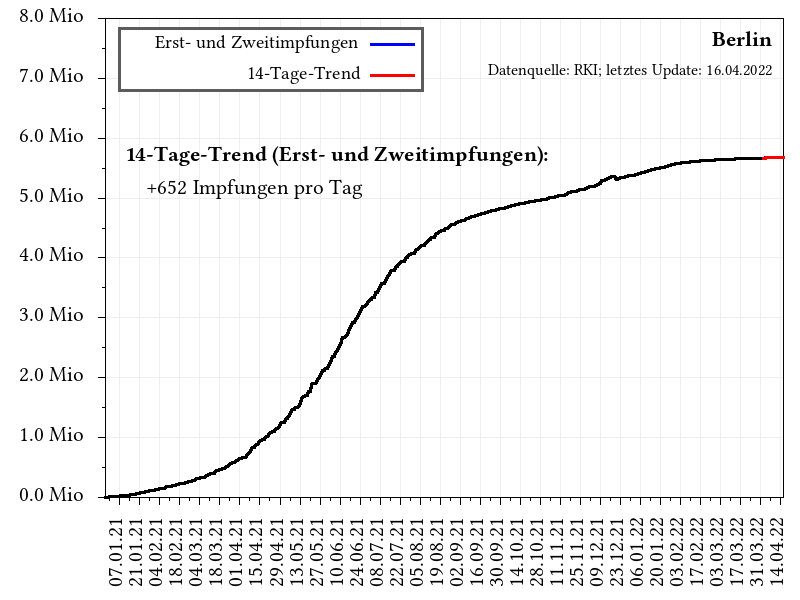 8.0 Mio
7.0 Mio
6.0 Mio
5.0 Mio
4.0 Mio
3.0 Mio
2.0 Mio
1.0 Mio
0.0 Mio
Erst- und Zweitimpfungen
14-Tage-Trend
Berlin
Datenquelle: RKI; letztes Update: 16.04.2022
14-Tage-Trend (Erst- und Zweitimpfungen):
+652 Impfungen pro Tag
07.01.21
21.01.21
04.02.21
18.02.21
04.03.21
18.03.21
01.04.21
15.04.21
29.04.21
13.05.21
27.05.21
10.06.21
24.06.21
08.07.21
22.07.21
05.08.21
19.08.21
02.09.21
16.09.21
30.09.21
14.10.21
28.10.21
11.11.21
25.11.21
09.12.21
23.12.21
06.01.22
20.01.22
03.02.22
17.02.22
03.03.22
17.03.22
31.03.22
14.04.22